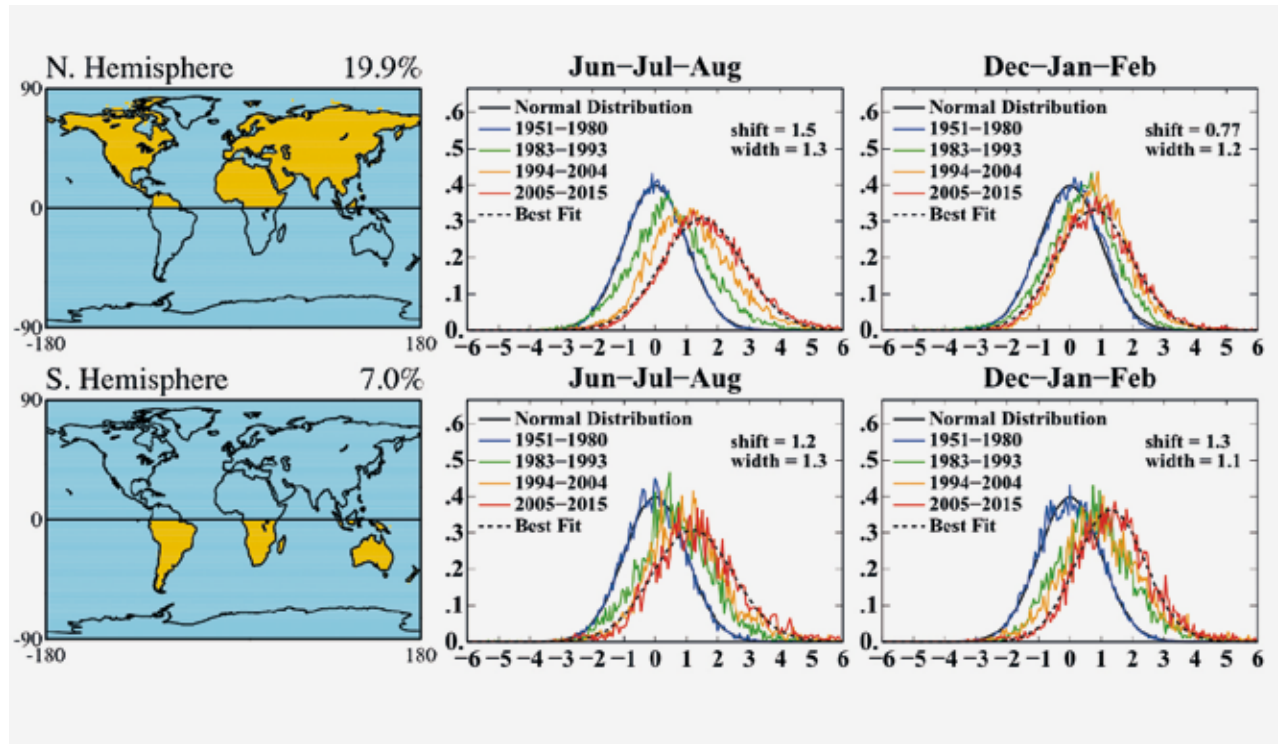 N. Hemisphere 19.9%
90
0
-90
-180 180
Jun-Jul-Aug
.6
.5
.4
.3
.2
.1
0.
Normal Distribution
1951-1980
1983-1993
1994-2004
2005-2015
Best Fit
shift = 1.5
width = 1.3
-6 -5 -4 -3 -2 -1 0 1 2 3 4 5 6
Dec-Jan-Feb
.6
.5
.4
.3
.2
.1
0.
Normal Distribution
1951-1980
1983-1993
1994-2004
2005-2015
Best Fit
shift = 0.77
width = 1.2
-6 -5 -4 -3 -2 -1 0 1 2 3 4 5 6
S. Hemisphere 7.0%
90
0
-90
-180 180
Jun-Jul-Aug
.6
.5
.4
.3
.2
.1
0.
Normal Distribution
1951-1980
1983-1993
1994-2004
2005-2015
Best Fit
shift = 1.2
width = 1.3
-6 -5 -4 -3 -2 -1 0 1 2 3 4 5 6
Dec-Jan-Feb
.6
.5
.4
.3
.2
.1
0.
Normal Distribution
1951-1980
1983-1993
1994-2004
2005-2015
Best Fit
shift = 1.3
width = 1.1
-6 -5 -4 -3 -2 -1 0 1 2 3 4 5 6